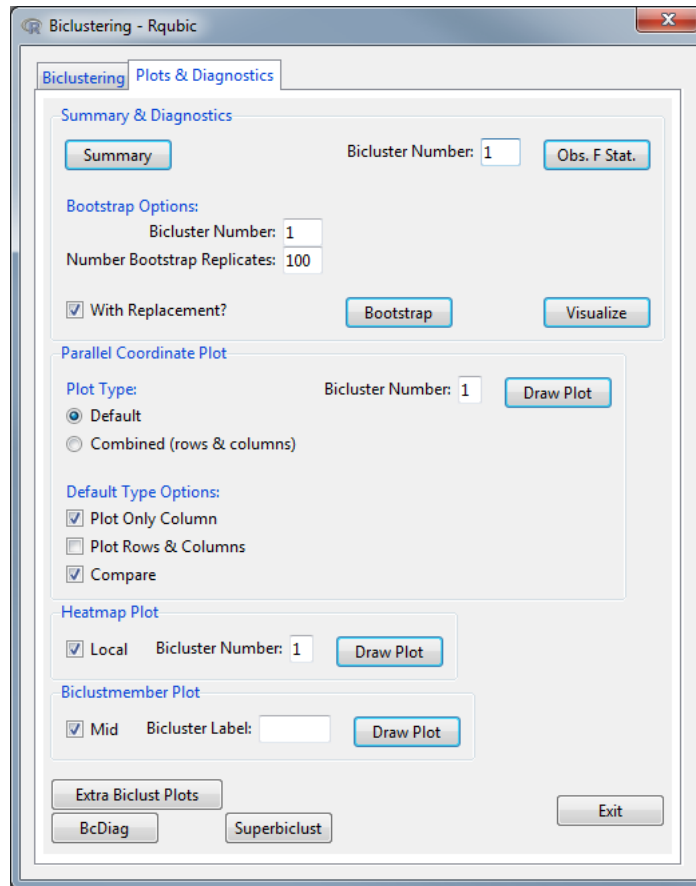 Biclustering - Rqubic
Biclustering Plots & Diagnostics
Summary & Diagnostics
Summary Bicluster Number: 1 Obs. F Stat.
Bootstrap Options:
Bicluster Number: 1
Number Bootstrap Replicates: 100
With Replacement? Bootstrap Visualize
Parallel Coordinate Plot
Plot Type: Bicluster Number: 1 Draw Plot
Default
Combined (rows & columns)
Default Type Options:
Plot Only Column
Plot Rows & Columns
Compare
Heatmap Plot
Local Bicluster Number: 1 Draw Plot
Biclustmember Plot
Mid Bicluster Label: Draw Plot
Extra Biclust Plots
Exit
BcDiag Superbiclust